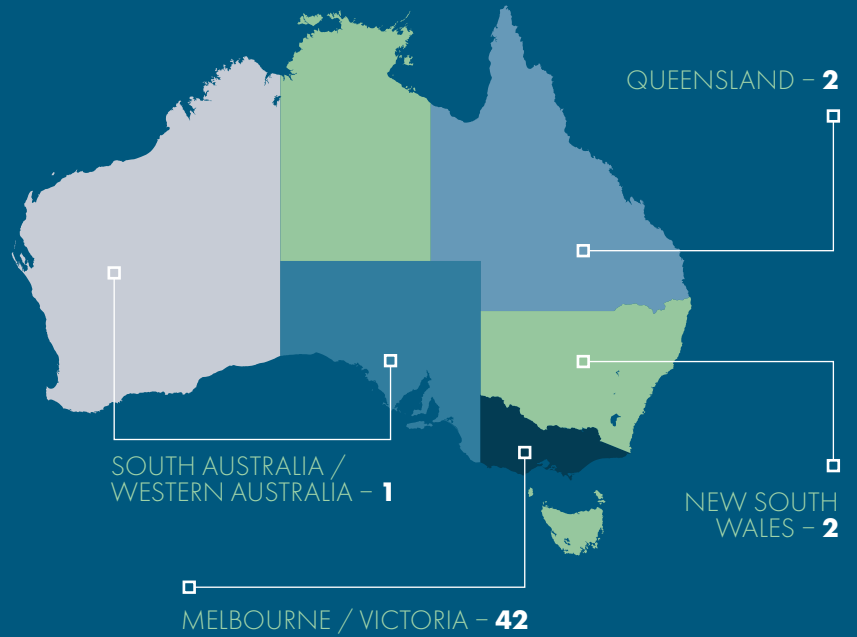 QUEENSLAND – 2
SOUTH AUSTRALIA /
WESTERN AUSTRALIA – 1
NEW SOUTH
WALES – 2
MELBOURNE / VICTORIA – 42